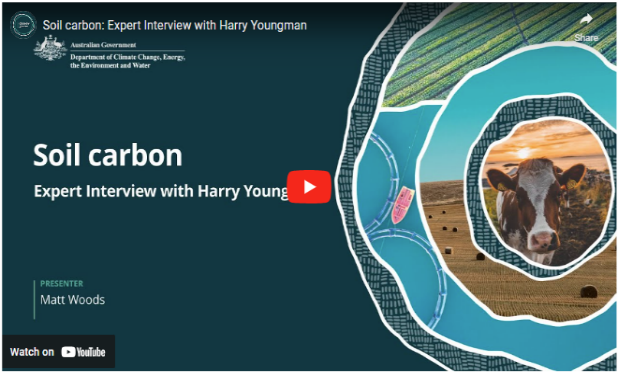 Soil carbon: Expert Interview with Harry Youngman
Share
Australian Government
Department of Climate Change, Energy,
the Environment and Water
Soil carbon
Expert Interview with Harry Young
PRESENTER
Matt Woods
Watch on YouTube